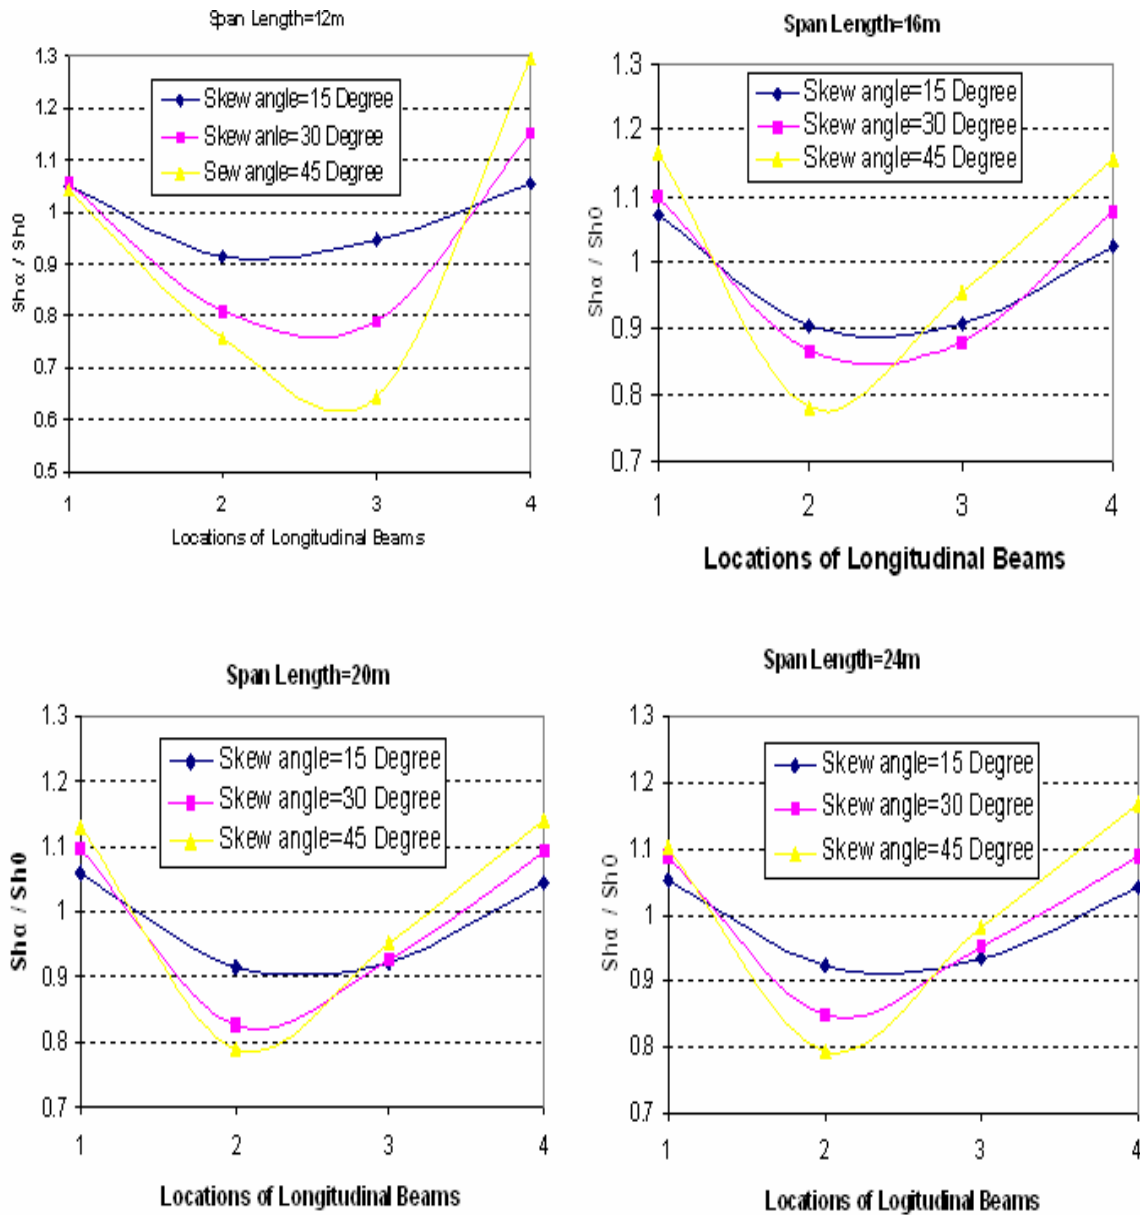 Span Length=12m
1.3
1.2
1.1
1
0.9
0.8
0.7
0.6
0.5
Shα / Sh0
Skew angle=15 Degree
Skew anle=30 Degree
Sew angle=45 Degree
1 2 3 4
Locations of Longitudinal Beams
Span Length=16m
1.3
1.2
1.1
1
0.9
0.8
0.7
Shα / Sh0
Skew angle=15 Degree
Skew angle=30 Degree
Skew angle=45 Degree
1 2 3 4
Locations of Longitudinal Beams
Span Length=20m
1.3
1.2
1.1
1
0.9
0.8
0.7
Shα / Sh0
Skew angle=15 Degree
Skew angle=30 Degree
Skew angle=45 Degree
1 2 3 4
Locations of Longitudinal Beams
Span Length=24m
1.3
1.2
1.1
1
0.9
0.8
0.7
Shα / Sh0
Skew angle=15 Degree
Skew angle=30 Degree
Skew angle=45 Degree
1 2 3 4
Locations of Logitudinal Beams